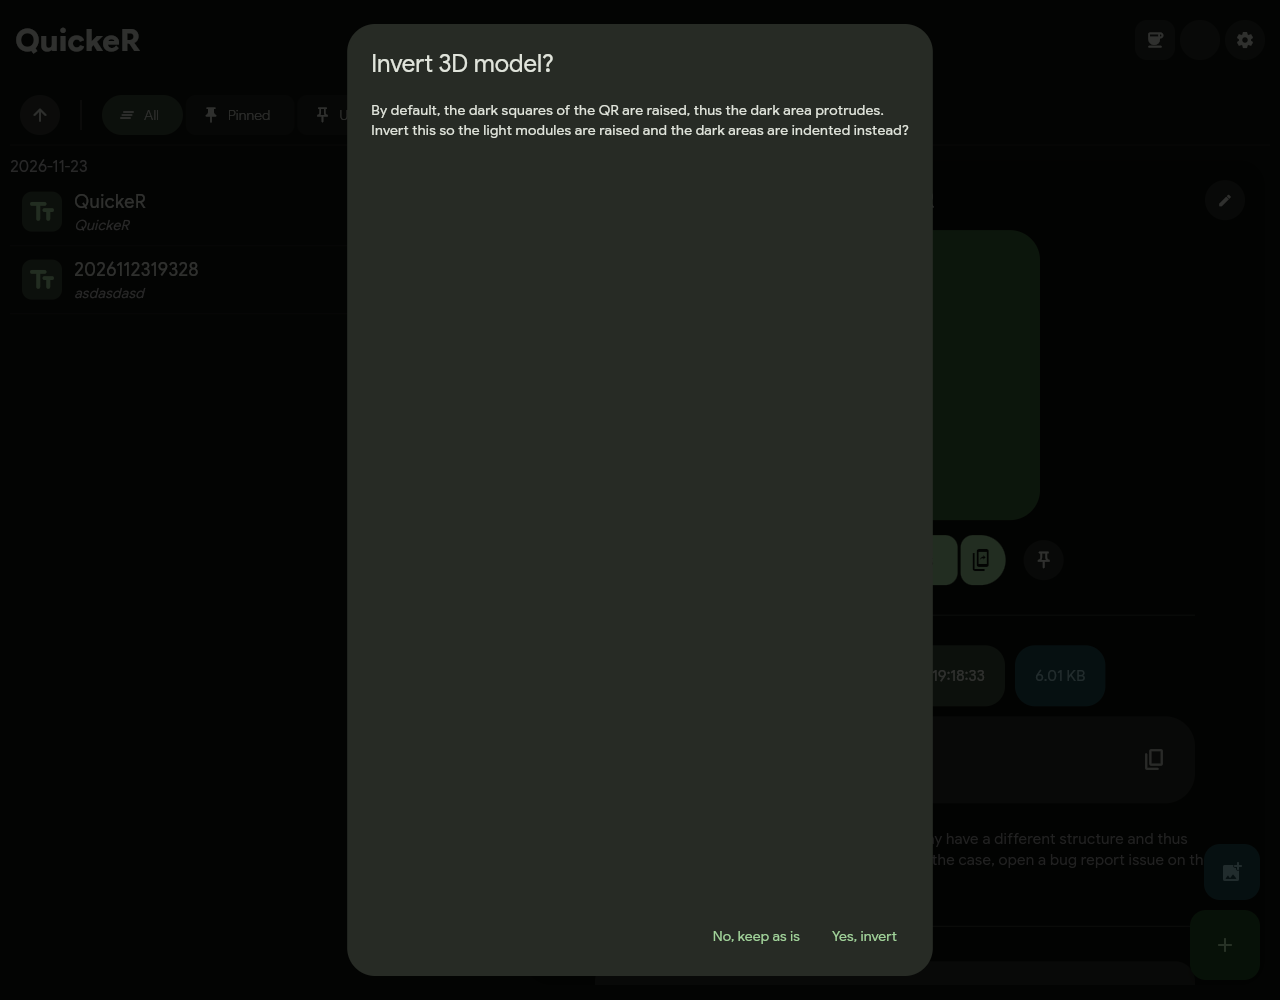 QuickeR
All
Pinned
2026-11-23
QuickeR
QuickeR
2026112319328
asdasdasd
Invert 3D model?
By default, the dark squares of the QR are raised, thus the dark area protrudes.
Invert this so the light modules are raised and the dark areas are indented instead?
No, keep as is
Yes, invert
19:18:33
6.01 KB
have a different structure and thus
the case, open a bug report issue on